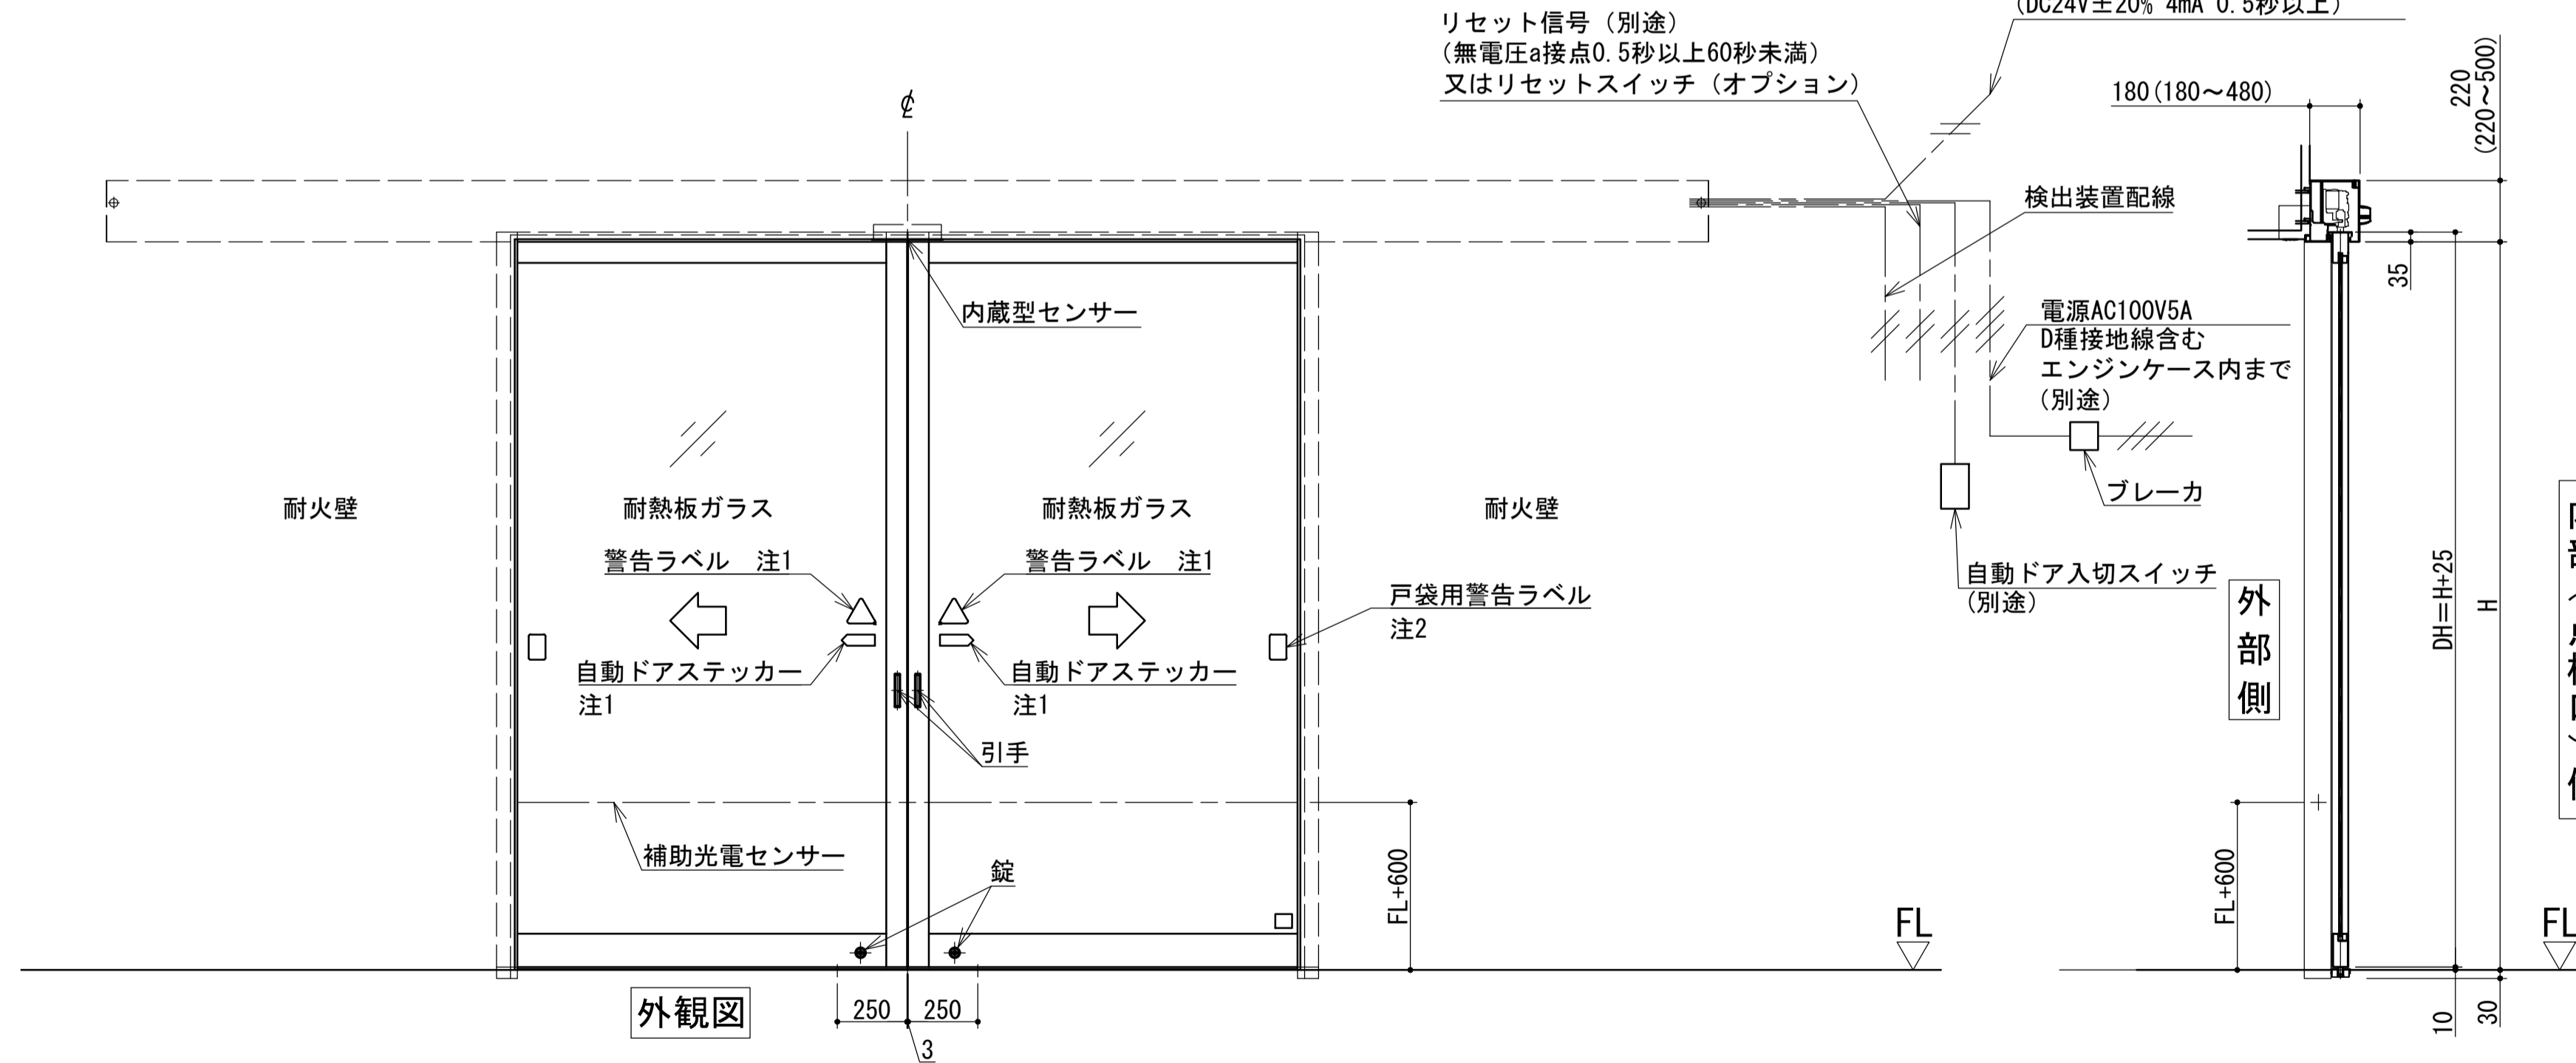 (DC24V±20% 4mA 0.5秒以上)
リセット信号（別途）
(無電圧a接点0.5秒以上60秒未満)
又はリセットスイッチ（オプション）
180(180～480)
220
(220～500)
検出装置配線
内蔵型センサー
35
電源AC100V5A
D種接地線含む
エンジンケース内まで
(別途)
ブレーカ
耐火壁
耐熱板ガラス
耐熱板ガラス
耐火壁
警告ラベル　注1
警告ラベル　注1
自動ドア入切スイッチ
(別途)
戸袋用警告ラベル
注2
自動ドアステッカー
注1
自動ドアステッカー
注1
外部側
DH＝H+25
H
引手
補助光電センサー
錠
FL+600
FL+600
FL
FL
外観図
250
250
3
10
30